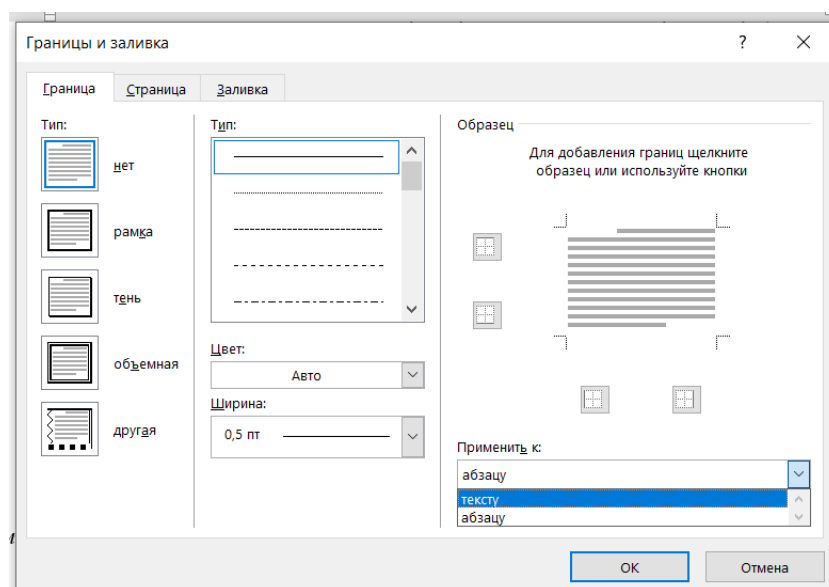 Границы и заливка
?
Граница
Страница
Заливка
Тип:
нет
рамка
тень
объемная
другая
Тип:
Цвет:
Авто
Ширина:
0,5 пт
Образец
Для добавления границ щелкните
образец или используйте кнопки
Применить к:
абзацу
тексту
абзацу
ОК
Отмена